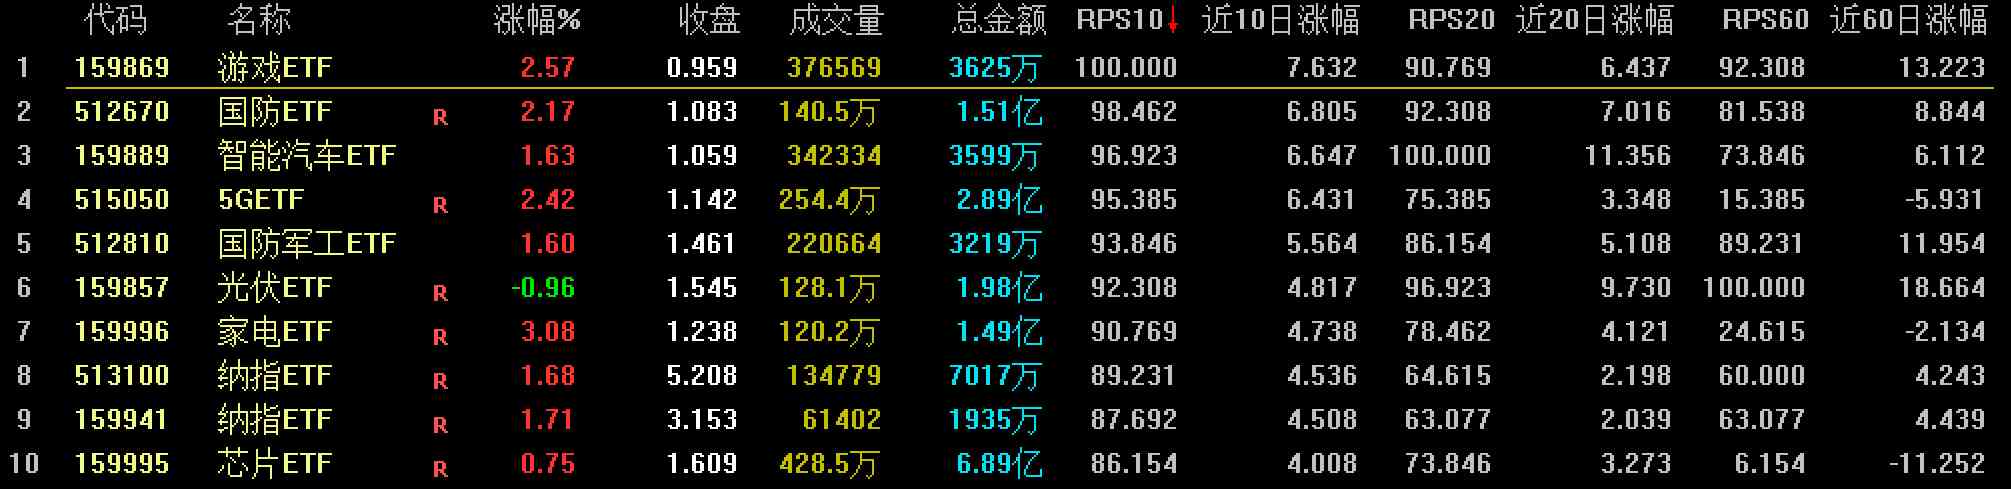 代码 名称 涨幅% 收盘 成交量 总金额 RPS10↓ 近10日涨幅 RPS20 近20日涨幅 RPS60 近60日涨幅
1 159869 游戏ETF 2.57 0.959 376569 3625万 100.000 7.632 90.769 6.437 92.308 13.223
2 512670 国防ETF R 2.17 1.083 140.5万 1.51亿 98.462 6.805 92.308 7.016 81.538 8.844
3 159889 智能汽车ETF 1.63 1.059 342334 3599万 96.923 6.647 100.000 11.356 73.846 6.112
4 515050 5GETF R 2.42 1.142 254.4万 2.89亿 95.385 6.431 75.385 3.348 15.385 -5.931
5 512810 国防军工ETF 1.60 1.461 220664 3219万 93.846 5.564 86.154 5.108 89.231 11.954
6 159857 光伏ETF R -0.96 1.545 128.1万 1.98亿 92.308 4.817 96.923 9.730 100.000 18.664
7 159996 家电ETF R 3.08 1.238 120.2万 1.49亿 90.769 4.738 78.462 4.121 24.615 -2.134
8 513100 纳指ETF R 1.68 5.208 134779 7017万 89.231 4.536 64.615 2.198 60.000 4.243
9 159941 纳指ETF R 1.71 3.153 61402 1935万 87.692 4.508 63.077 2.039 63.077 4.439
10 159995 芯片ETF R 0.75 1.609 428.5万 6.89亿 86.154 4.008 73.846 3.273 6.154 -11.252